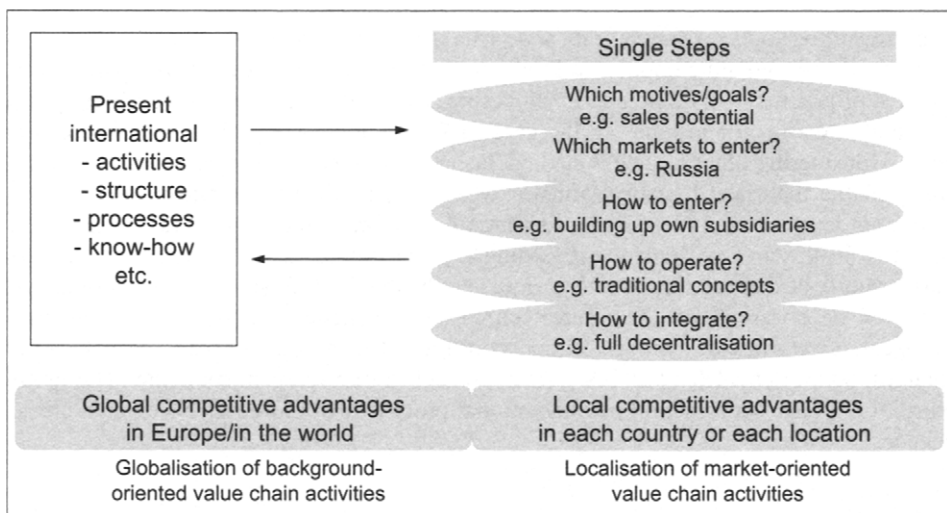 Present
international
- activities
- structure
- processes
- know-how
etc.
Single Steps
Which motives/goals?
e.g. sales potential
Which markets to enter?
e.g. Russia
How to enter?
e.g. building up own subsidiaries
How to operate?
e.g. traditional concepts
How to integrate?
e.g. full decentralisation
Global competitive advantages
in Europe/in the world
Globalisation of background-
oriented value chain activities
Local competitive advantages
in each country or each location
Localisation of market-oriented
value chain activities